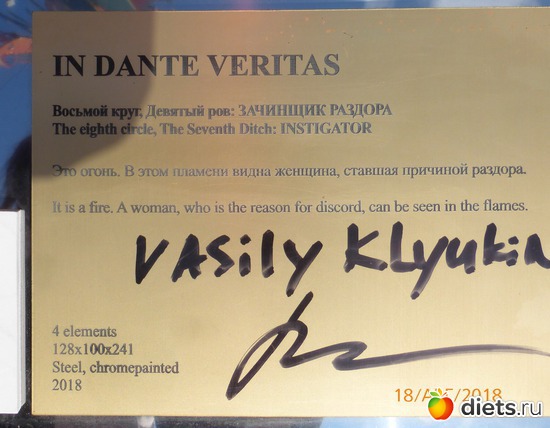 IN DANTE VERITAS
Восьмой круг, Девятый ров: ЗАЧИНЩИК РАЗДОРА
The eighth circle, The Seventh Ditch: INSTIGATOR
Это огонь. В этом пламени видна женщина, ставшая причиной раздора.
It is a fire. A woman, who is the reason for discord, can be seen in the flames.
VASily Klyukin
4 elements
128x100x241
Steel, chromepainted
2018
diets.ru